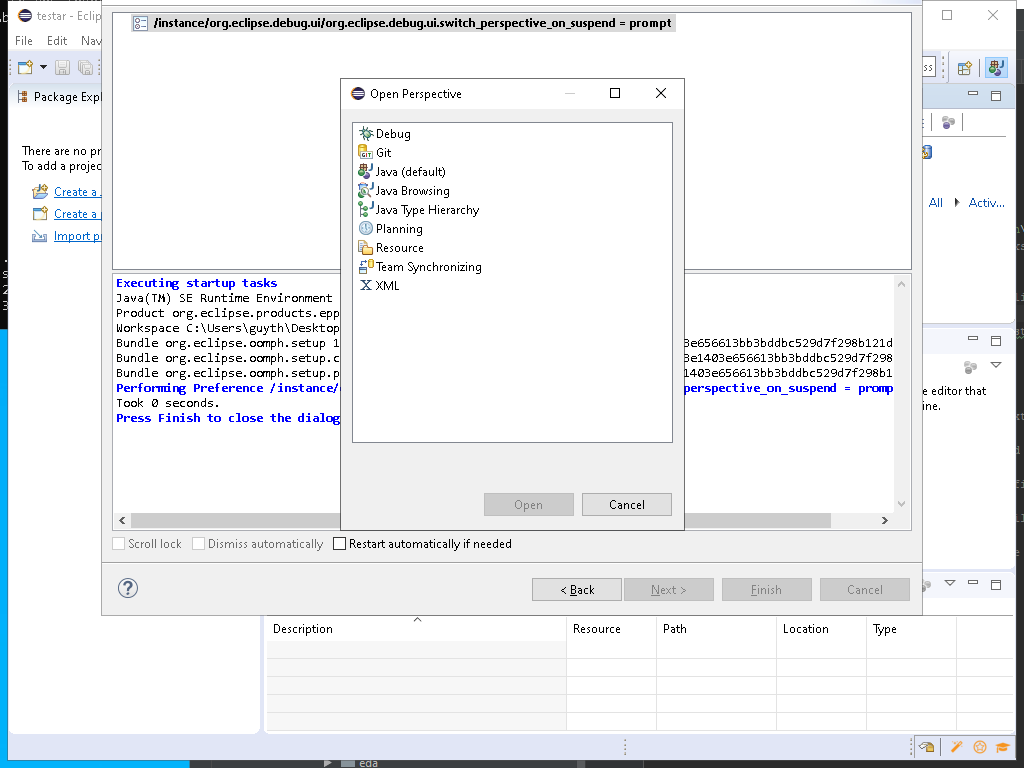 testar - Eclip
/instance/org.eclipse.debug.ui/org.eclipse.debug.ui.switch_perspective_on_suspend = prompt
File Edit Nav
Package Expl
There are no pr
To add a projec
Create a
Create a
Import
Open Perspective
Debug
Git
Java (default)
Java Browsing
Java Type Hierarchy
Planning
Resource
Team Synchronizing
XML
Open
Cancel
ss
All
Activ...
Executing startup tasks
Java(TM) SE Runtime Environment
Product org.eclipse.products.epp
Workspace C:\Users\guyth\Desktop
Bundle org.eclipse.oomph.setup 1 3e656613bb3bddbc529d7f298b121d
Bundle org.eclipse.oomph.setup.c 3e1403e656613bb3bddbc529d7f298
Bundle org.eclipse.oomph.setup.p 1403e656613bb3bddbc529d7f298b1
Performing Preference /instance/ perspective_on_suspend = promp
Took 0 seconds.
Press Finish to close the dialog
e editor that
ine.
Scroll lock
Dismiss automatically
Restart automatically if needed
?
< Back
Next >
Finish
Cancel
Description Resource Path Location Type
eda